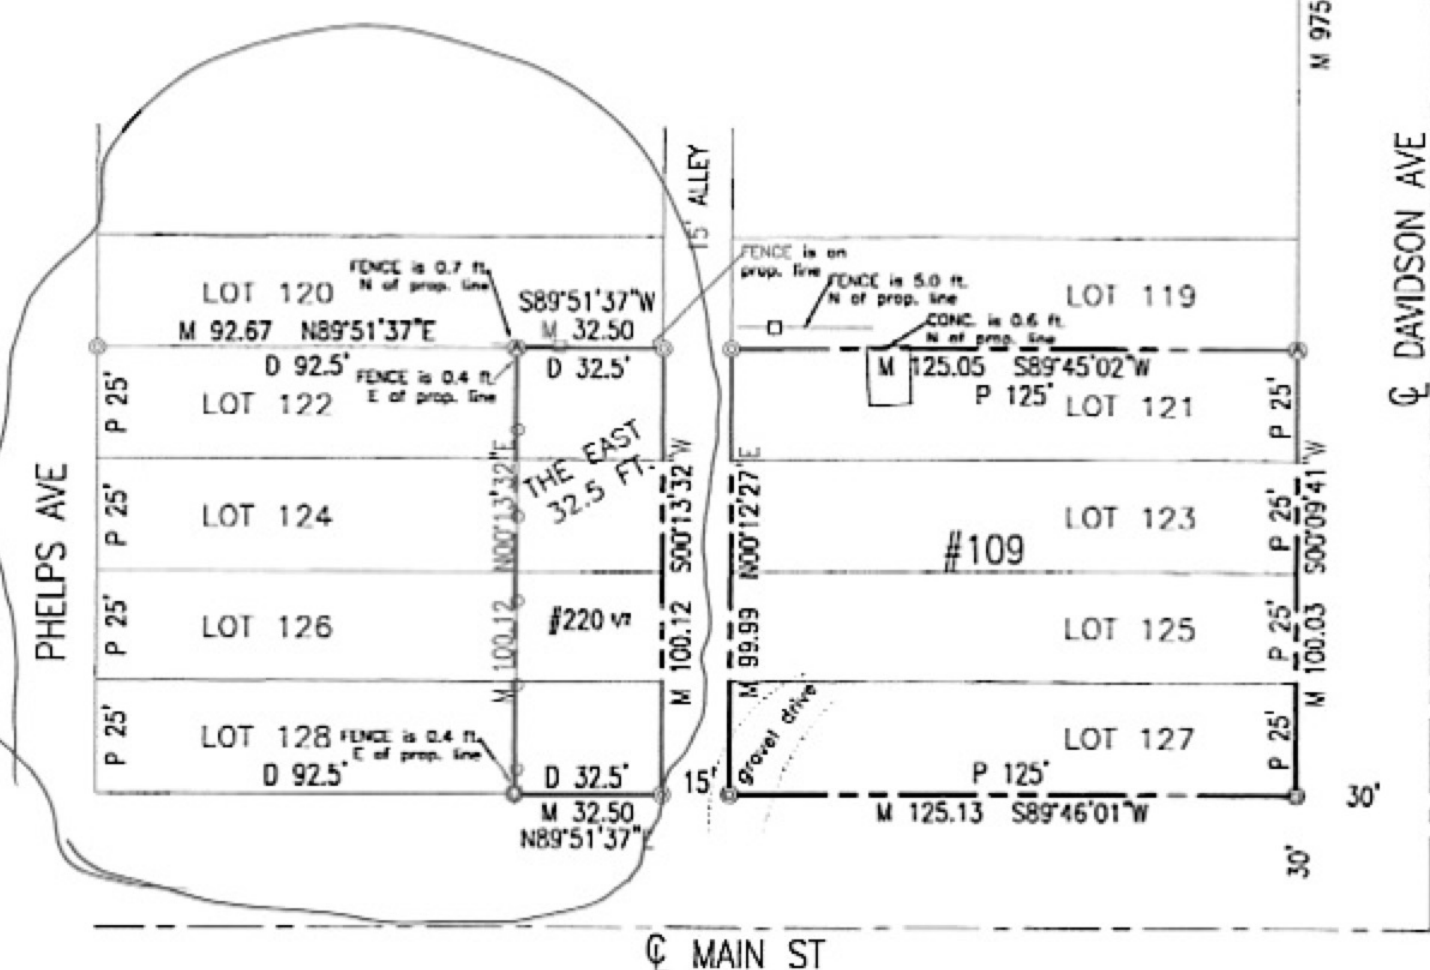 M 975
DAVIDSON AVE
15' ALLEY
FENCE is 0.7 ft.
N of prop. line
LOT 120
S89°51'37"W
M 92.67 N89°51'37"E
M 32.50
D 92.5'
D 32.5'
FENCE is 0.4 ft.
E of prop. line
P 25'
LOT 122
FENCE is on
prop. line
FENCE is 5.0 ft.
N of prop. line
LOT 119
CONC. is 0.6 ft.
N of prop. line
M 125.05 S89°45'02"W
P 125'
LOT 121
P 25'
PHELPS AVE
THE EAST
32.5 FT.
P 25'
LOT 124
M 100.12 N00°13'32"E
M 100.12 S00°13'32"W
M 99.99 N00°12'27"E
LOT 123
#109
P 25'
M 100.03 S00°09'41"W
P 25'
LOT 126
#220
LOT 125
P 25'
P 25'
LOT 128
FENCE is 0.4 ft.
E of prop. line
D 92.5'
D 32.5'
M 32.50
N89°51'37"E
15'
gravel drive
LOT 127
P 25'
P 125'
M 125.13 S89°46'01"W
30'
30'
℄ MAIN ST